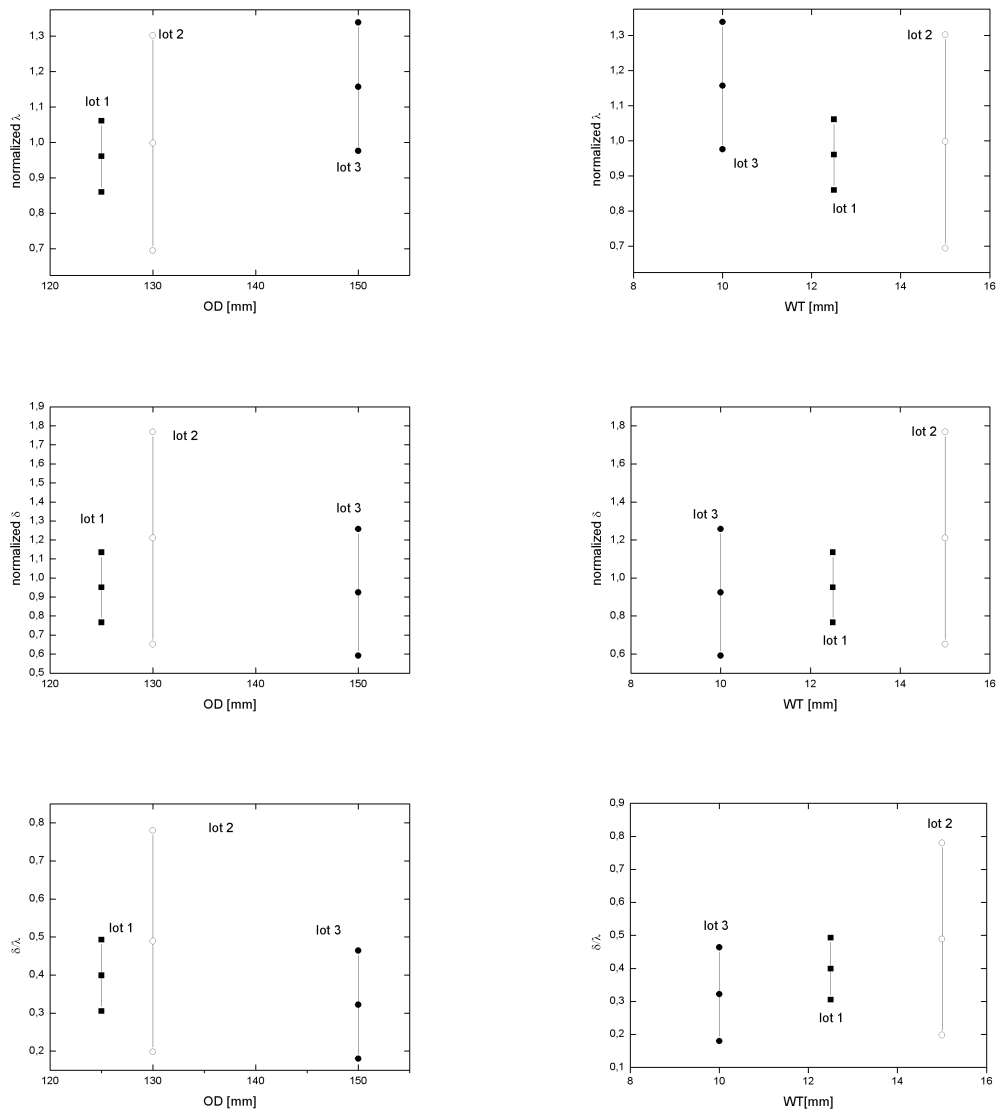 1,3
1,2
1,1
1,0
0,9
0,8
0,7
normalized λ
lot 1
lot 2
lot 3
120
130
140
150
OD [mm]
1,3
1,2
1,1
1,0
0,9
0,8
0,7
normalized λ
lot 2
lot 3
lot 1
8
10
12
14
16
WT [mm]
1,9
1,8
1,7
1,6
1,5
1,4
1,3
1,2
1,1
1,0
0,9
0,8
0,7
0,6
0,5
normalized δ
lot 2
lot 1
lot 3
120
130
140
150
OD [mm]
1,8
1,6
1,4
1,2
1,0
0,8
0,6
normalized δ
lot 2
lot 3
lot 1
8
10
12
14
16
WT [mm]
0,8
0,7
0,6
0,5
0,4
0,3
0,2
δ/λ
lot 2
lot 1
lot 3
120
130
140
150
OD [mm]
0,9
0,8
0,7
0,6
0,5
0,4
0,3
0,2
0,1
δ/λ
lot 2
lot 3
lot 1
8
10
12
14
16
WT[mm]